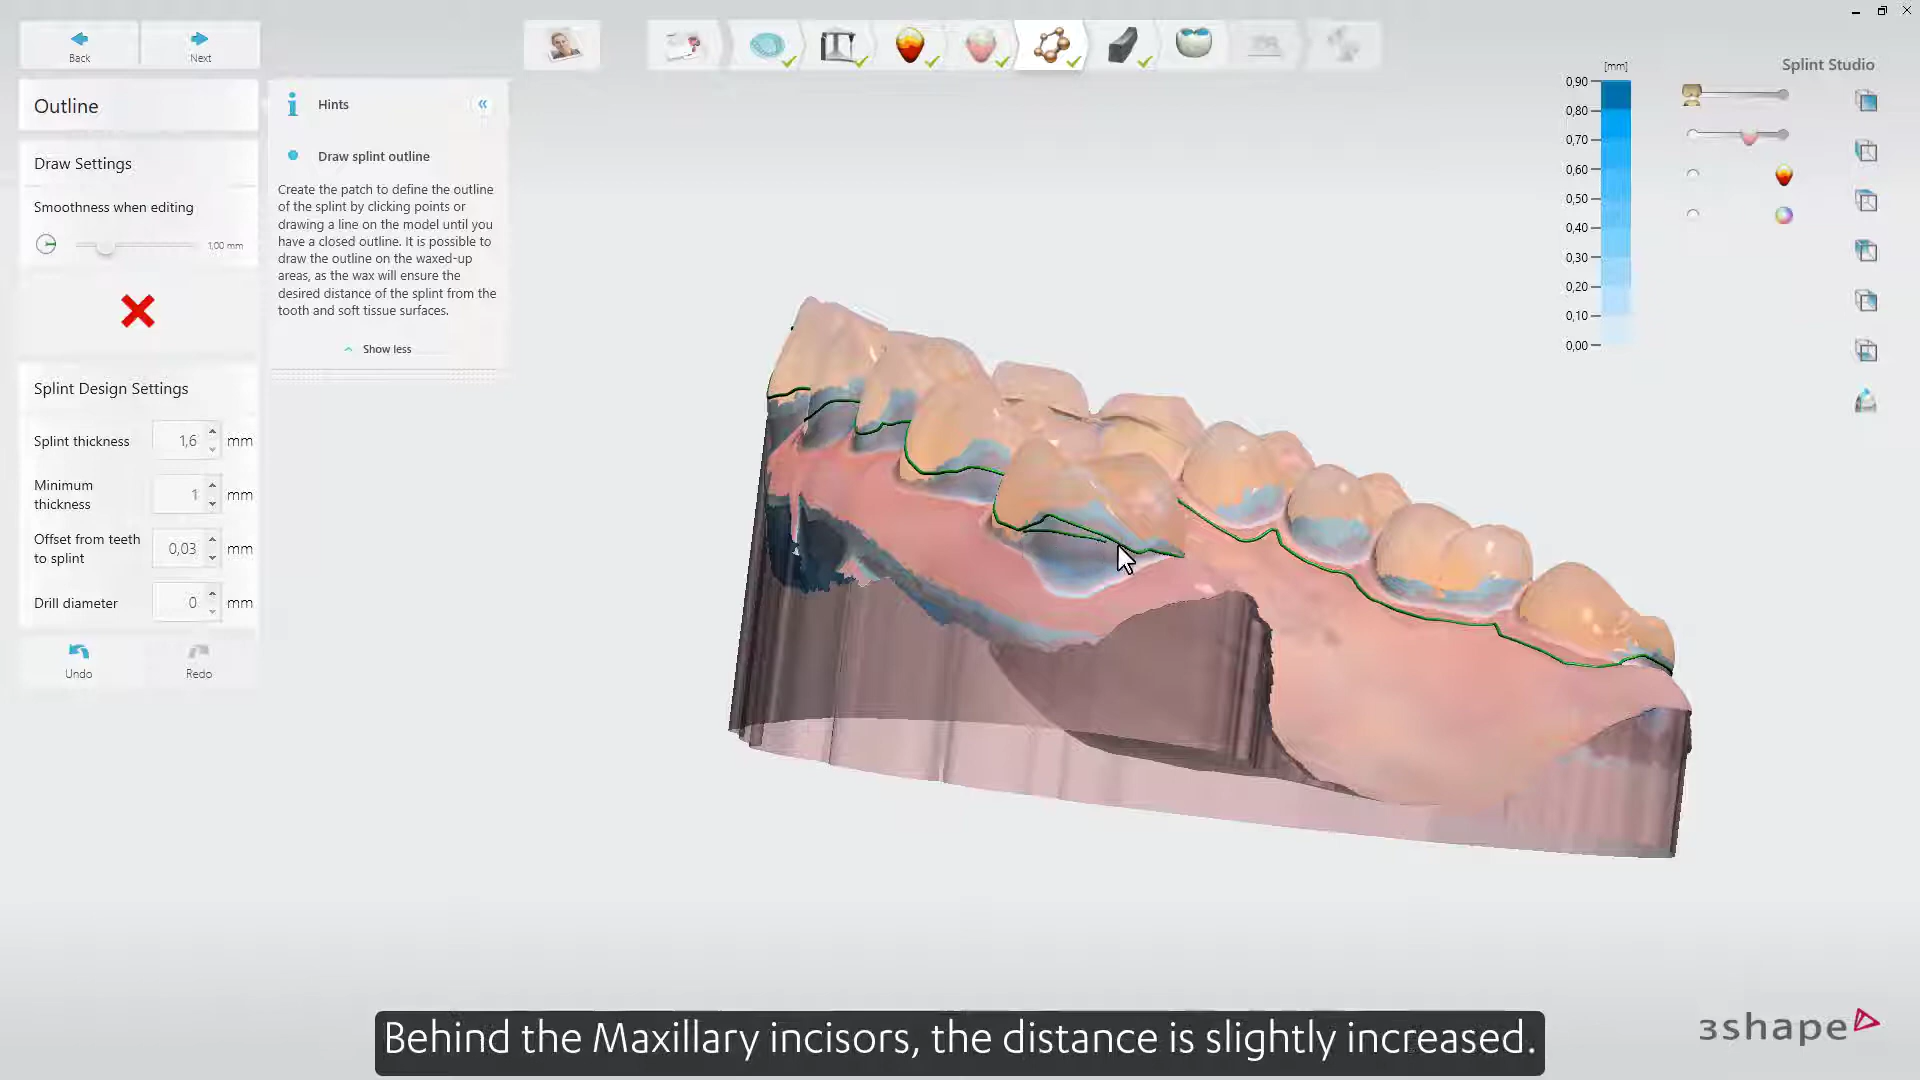 Back
Next
Outline
Draw Settings
Smoothness when editing
1,00 mm
Splint Design Settings
Splint thickness 1,6 mm
Minimum
thickness 1 mm
Offset from teeth
to splint 0,03 mm
Drill diameter 0 mm
Undo
Redo
Hints
Draw splint outline
Create the patch to define the outline
of the splint by clicking points or
drawing a line on the model until you
have a closed outline. It is possible to
draw the outline on the waxed-up
areas, as the wax will ensure the
desired distance of the splint from the
tooth and soft tissue surfaces.
Show less
[mm]
0,90
0,80
0,70
0,60
0,50
0,40
0,30
0,20
0,10
0,00
Splint Studio
Behind the Maxillary incisors, the distance is slightly increased.
3shape